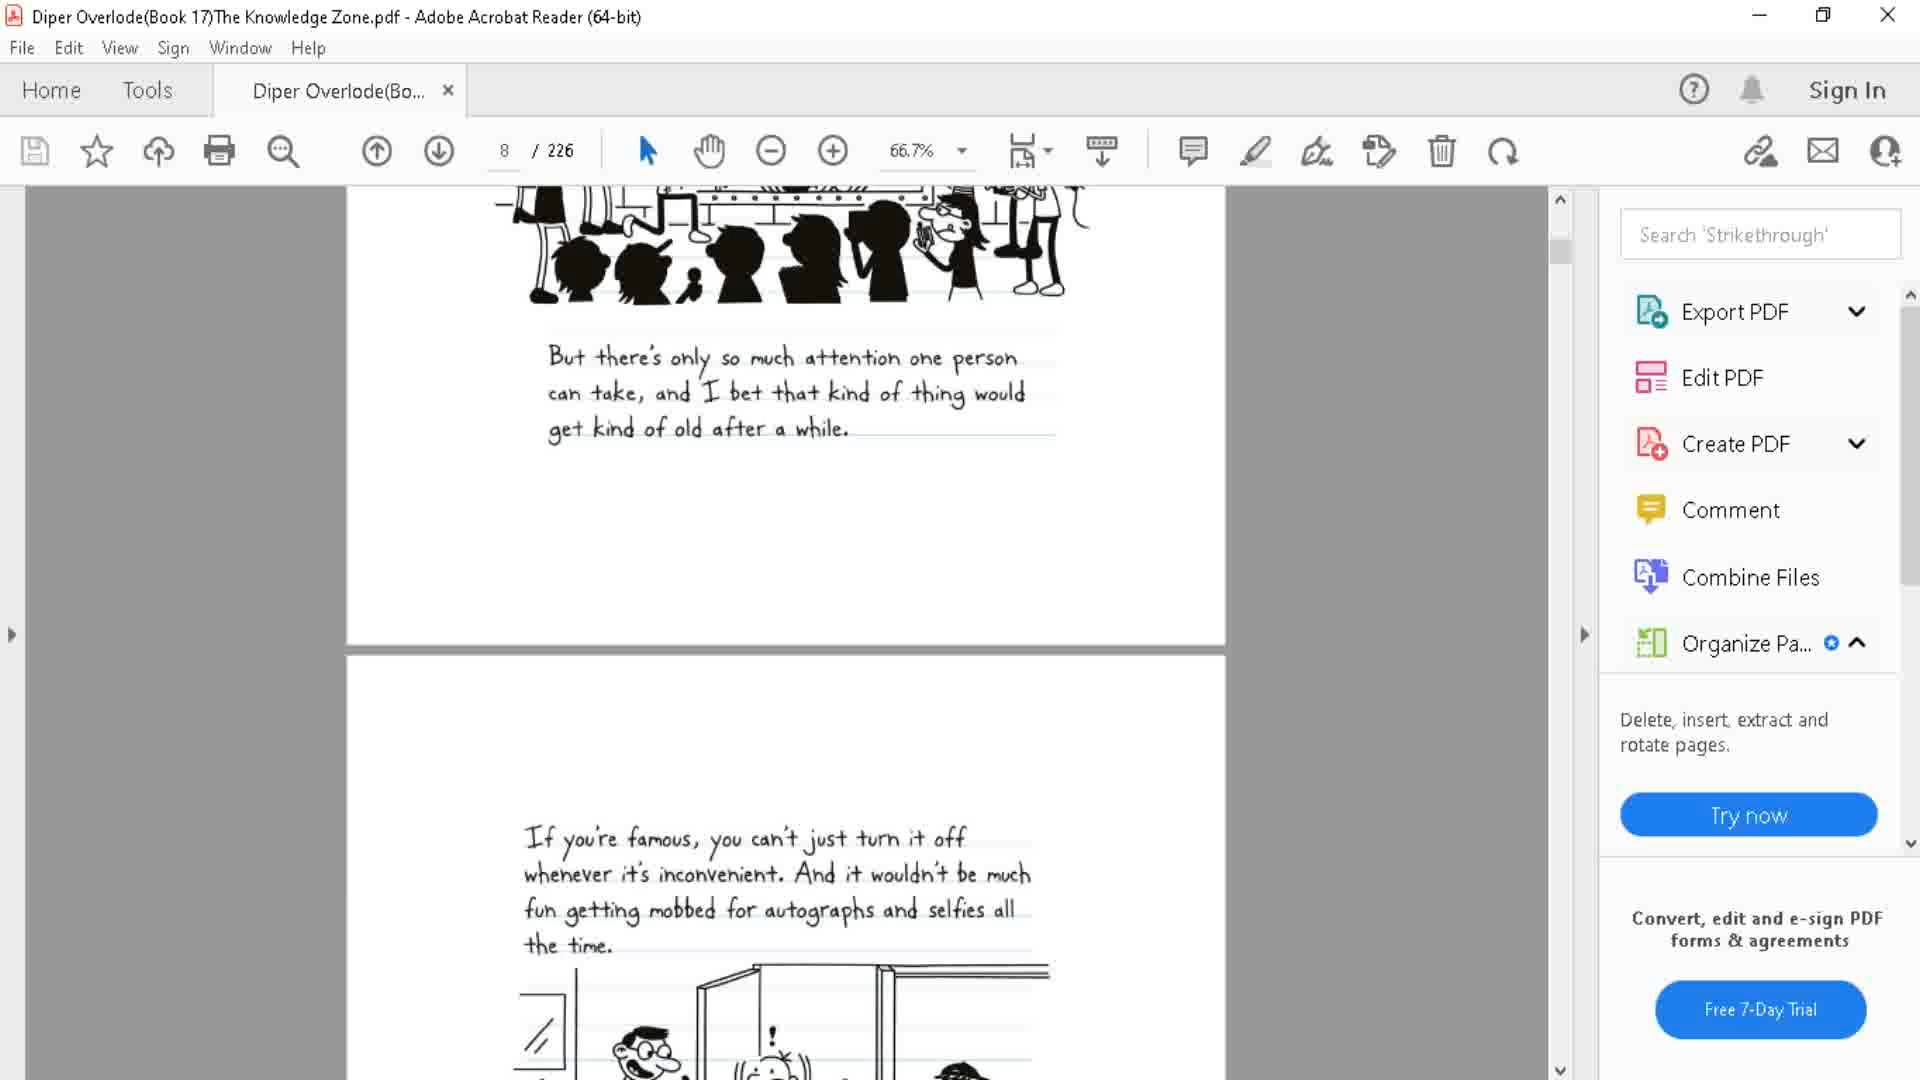 Diper Overlode(Book 17)The Knowledge Zone.pdf - Adobe Acrobat Reader (64-bit)
File Edit View Sign Window Help
Home Tools Diper Overlode(Bo... Sign In
8 / 226 66.7%
But there's only so much attention one person
can take, and I bet that kind of thing would
get kind of old after a while.
If you're famous, you can't just turn it off
whenever it's inconvenient. And it wouldn't be much
fun getting mobbed for autographs and selfies all
the time.
!
Search 'Strikethrough'
Export PDF
Edit PDF
Create PDF
Comment
Combine Files
Organize Pa...
Delete, insert, extract and
rotate pages.
Try now
Convert, edit and e-sign PDF
forms & agreements
Free 7-Day Trial